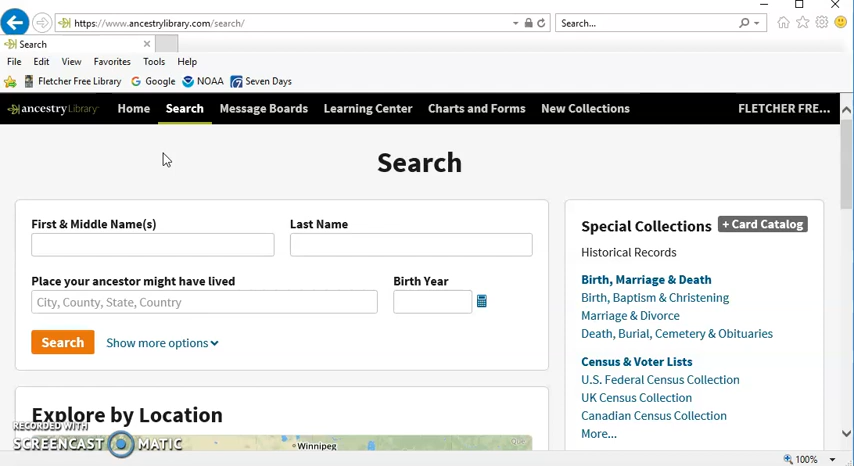 https://www.ancestrylibrary.com/search/
Search...
Search
File Edit View Favorites Tools Help
Fletcher Free Library Google NOAA Seven Days
ancestryLibrary Home Search Message Boards Learning Center Charts and Forms New Collections FLETCHER FRE...
Search
First & Middle Name(s) Last Name
Place your ancestor might have lived Birth Year
City, County, State, Country
Search Show more options
Explore by Location
Winnipeg
Special Collections + Card Catalog
Historical Records
Birth, Marriage & Death
Birth, Baptism & Christening
Marriage & Divorce
Death, Burial, Cemetery & Obituaries
Census & Voter Lists
U.S. Federal Census Collection
UK Census Collection
Canadian Census Collection
More...
RECORDED WITH
SCREENCAST MATIC
100%